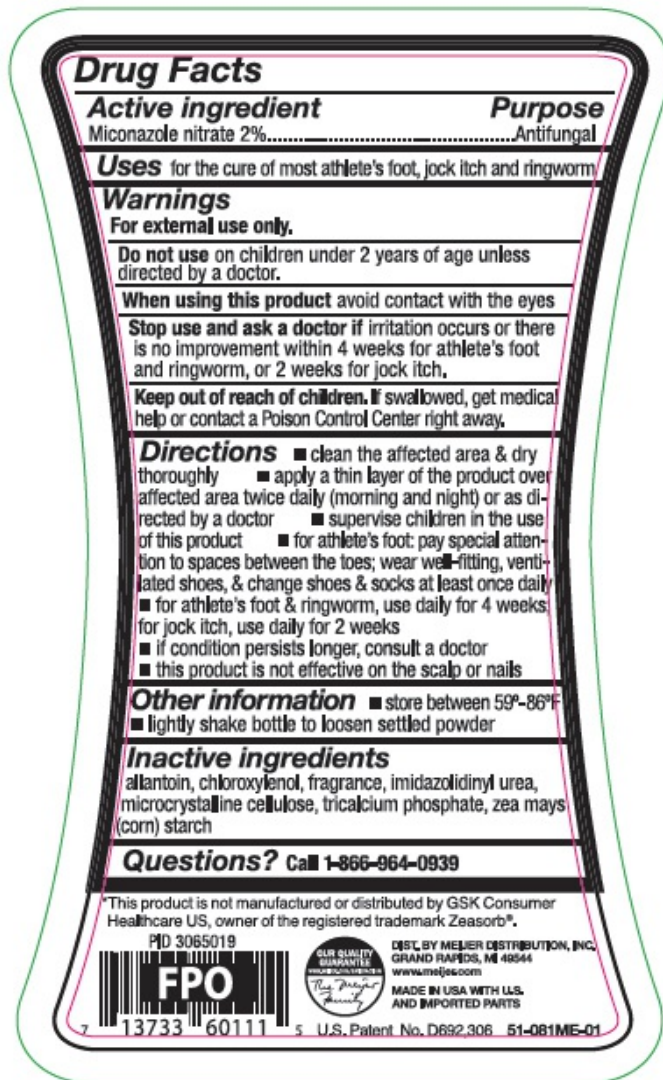 Drug Facts
Active ingredient Purpose
Miconazole nitrate 2%..........................................................Antifungal
Uses for the cure of most athlete's foot, jock itch and ringworm
Warnings
For external use only.
Do not use on children under 2 years of age unless
directed by a doctor.
When using this product avoid contact with the eyes
Stop use and ask a doctor if irritation occurs or there
is no improvement within 4 weeks for athlete's foot
and ringworm, or 2 weeks for jock itch.
Keep out of reach of children. If swallowed, get medical
help or contact a Poison Control Center right away.
Directions ■ clean the affected area & dry
thoroughly ■ apply a thin layer of the product over
affected area twice daily (morning and night) or as di-
rected by a doctor ■ supervise children in the use
of this product ■ for athlete's foot: pay special atten-
tion to spaces between the toes; wear well-fitting, venti-
lated shoes, & change shoes & socks at least once daily
■ for athlete's foot & ringworm, use daily for 4 weeks;
for jock itch, use daily for 2 weeks
■ if condition persists longer, consult a doctor
■ this product is not effective on the scalp or nails
Other information ■ store between 59º-86ºF
■ lightly shake bottle to loosen settled powder
Inactive ingredients
allantoin, chloroxylenol, fragrance, imidazolidinyl urea,
microcrystalline cellulose, tricalcium phosphate, zea mays
(corn) starch
Questions? Call 1-866-964-0939
*This product is not manufactured or distributed by GSK Consumer
Healthcare US, owner of the registered trademark Zeasorb®.
PID 3065019
FPO
7 13733 60111 5
OUR QUALITY
GUARANTEE
The Meijer
Family
DIST. BY MEIJER DISTRIBUTION, INC.
GRAND RAPIDS, MI 49544
www.meijer.com
MADE IN USA WITH U.S.
AND IMPORTED PARTS
U.S. Patent No. D692,306 51-081ME-01